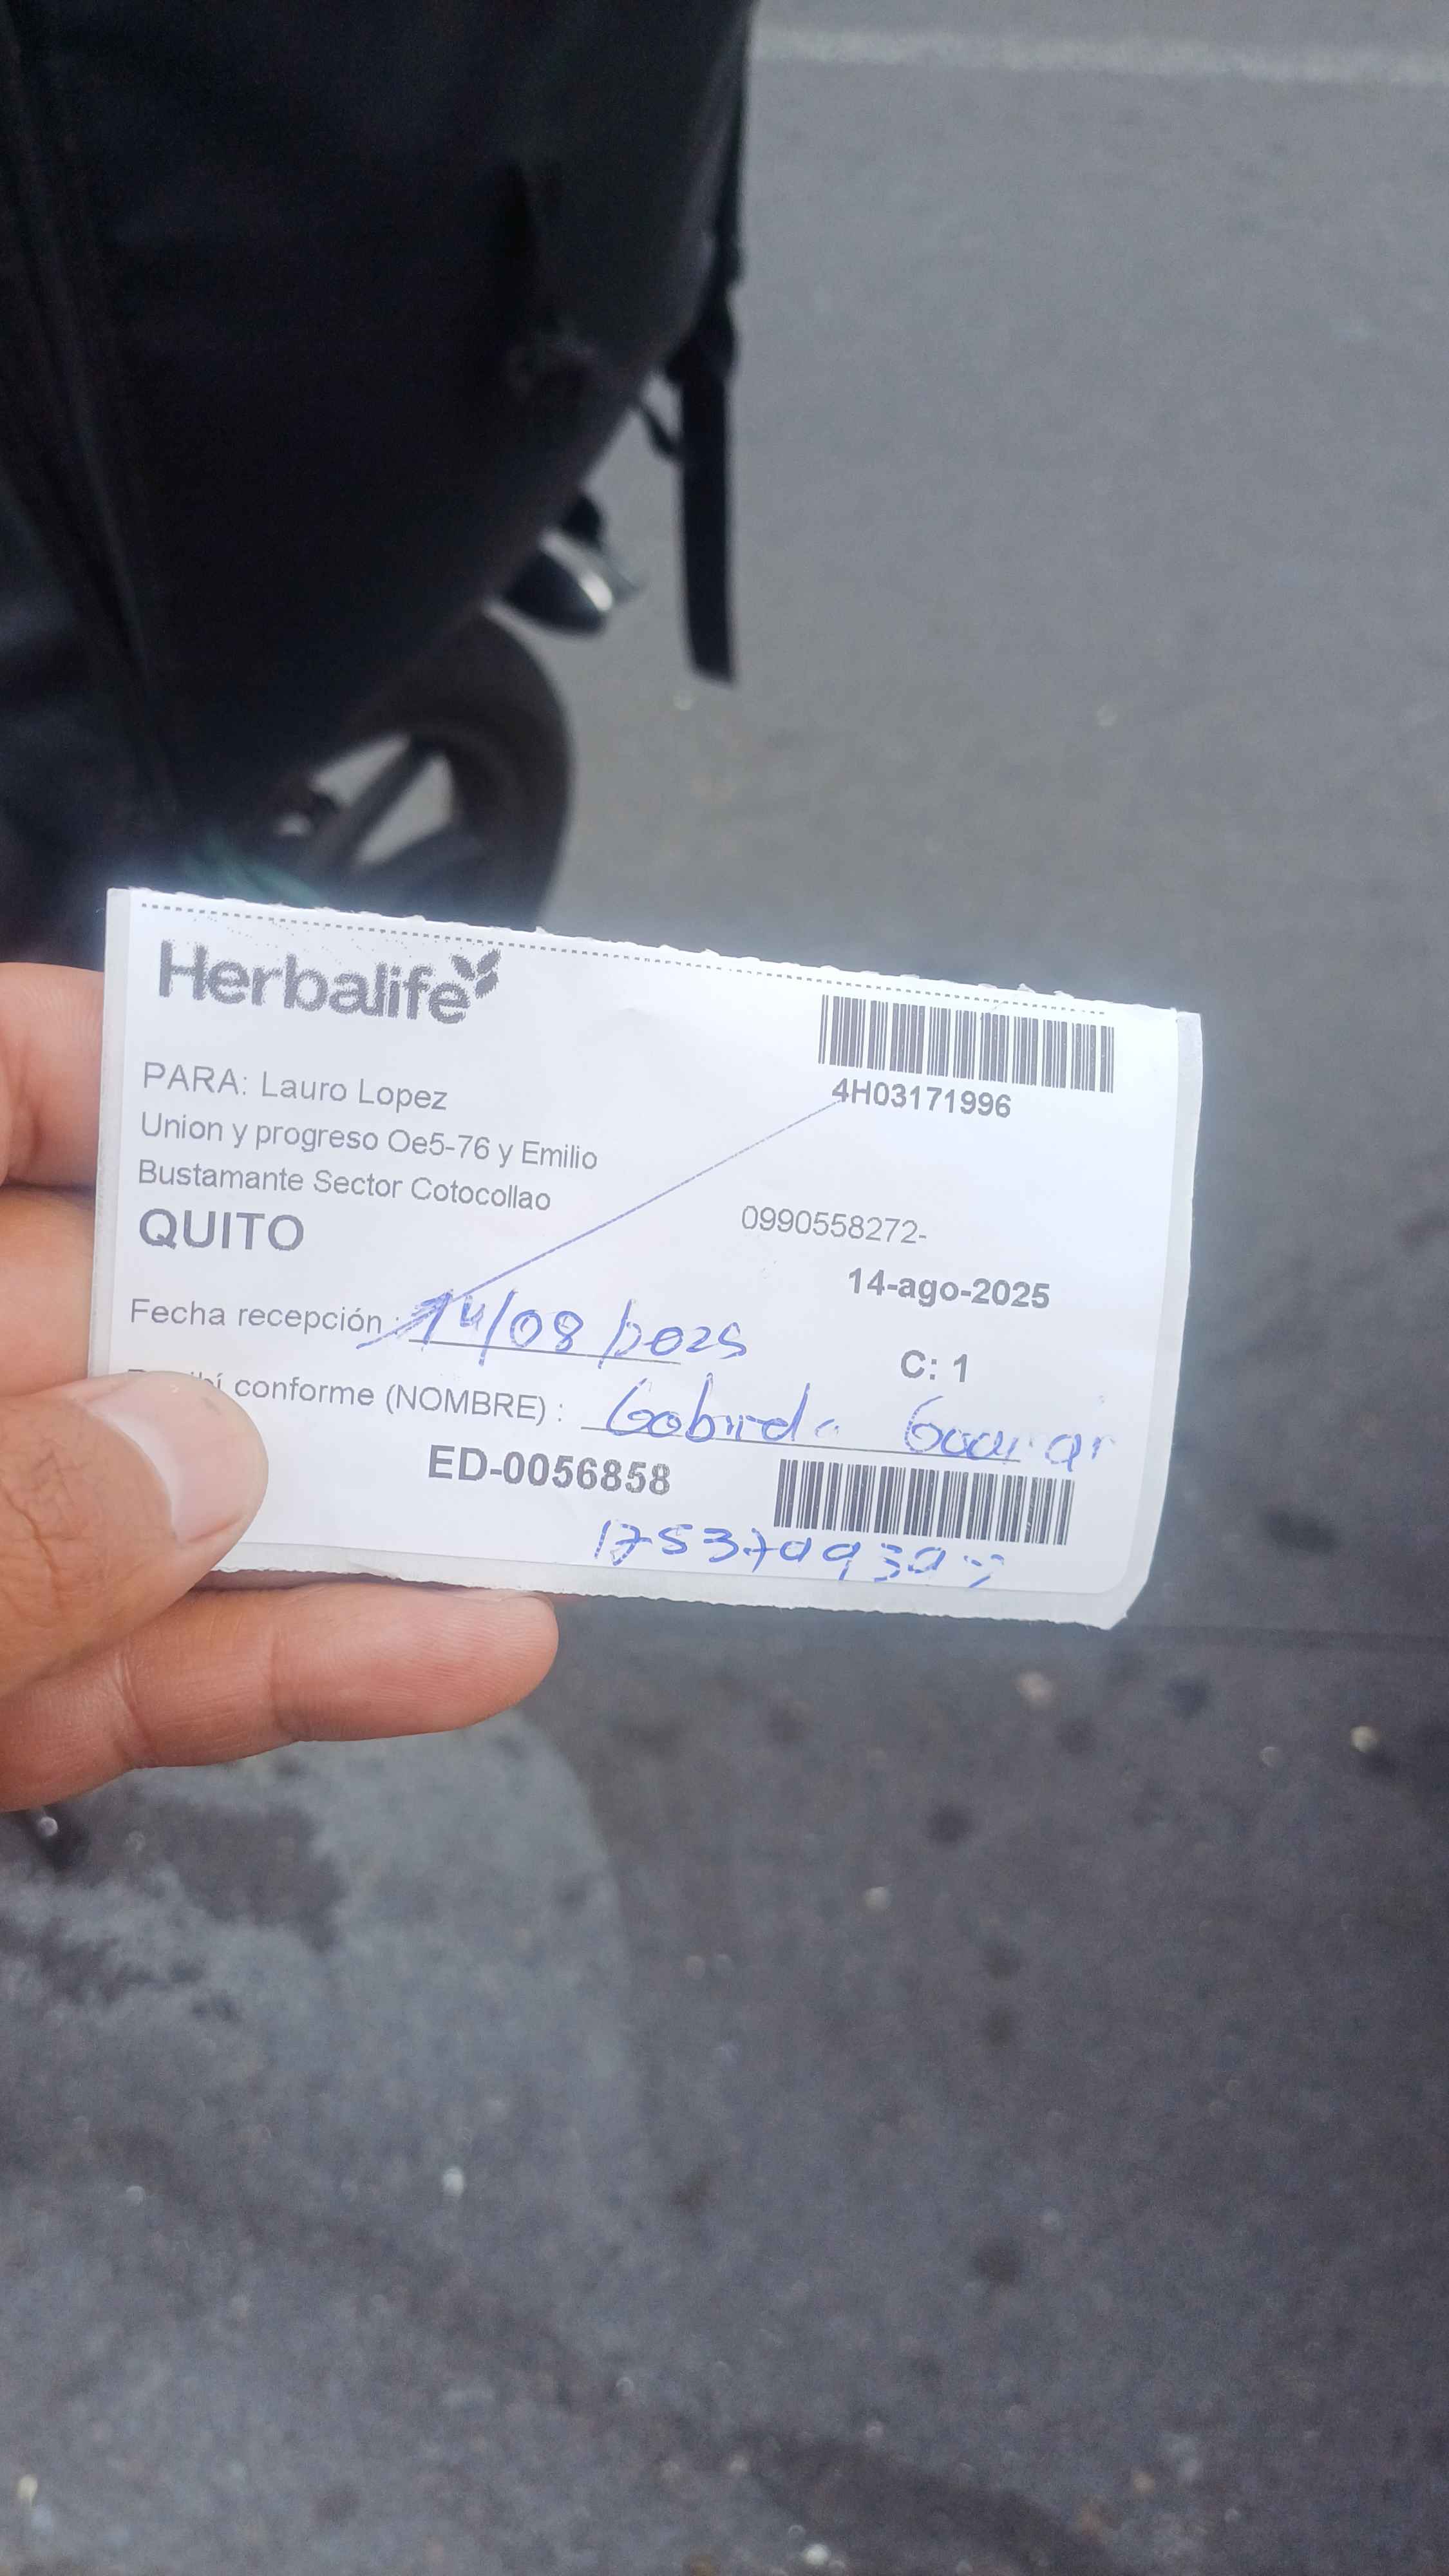 Herbalife
4H03171996
PARA: Lauro Lopez
Union y progreso Oe5-76 y Emilio
Bustamante Sector Cotocollao
QUITO
0990558272-
14-ago-2025
Fecha recepción : 14/08/2025
C: 1
conforme (NOMBRE) :
ED-0056858